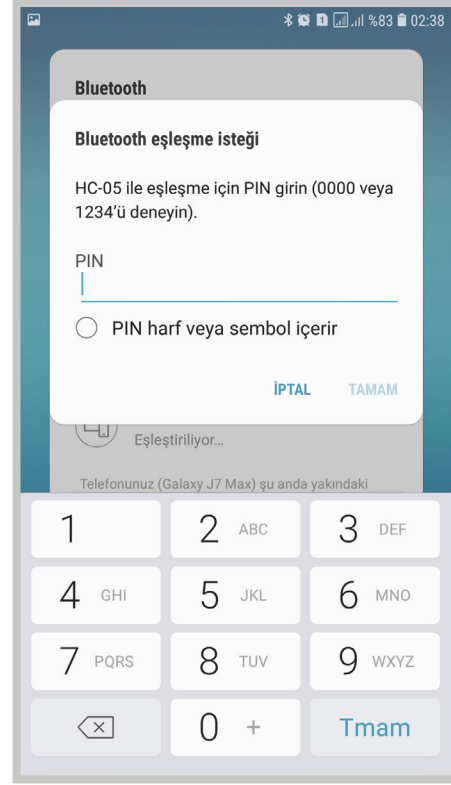 %83 02:38
Bluetooth
Bluetooth eşleşme isteği
HC-05 ile eşleşme için PIN girin (0000 veya
1234'ü deneyin).
PIN
PIN harf veya sembol içerir
İPTAL TAMAM
Eşleştiriliyor...
Telefonunuz (Galaxy J7 Max) şu anda yakındaki
1 2 ABC 3 DEF
4 GHI 5 JKL 6 MNO
7 PQRS 8 TUV 9 WXYZ
0 + Tmam